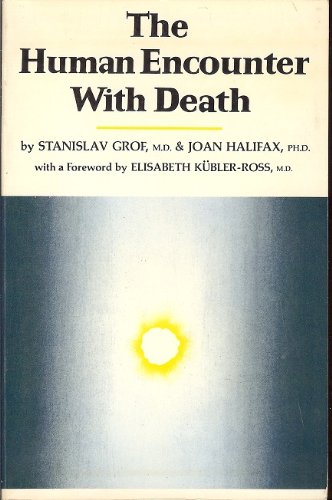 The
Human Encounter
With Death
by STANISLAV GROF, M.D. & JOAN HALIFAX, PH.D.
with a Foreword by ELISABETH KÜBLER-ROSS, M.D.